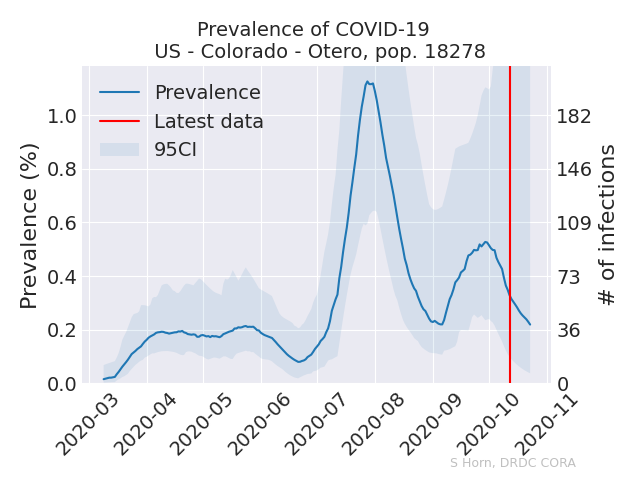 Prevalence of COVID-19
US - Colorado - Otero, pop. 18278
Prevalence
Latest data
95CI
Prevalence (%)
1.0
0.8
0.6
0.4
0.2
0.0
182
146
109
73
36
0
# of infections
2020-03
2020-04
2020-05
2020-06
2020-07
2020-08
2020-09
2020-10
2020-11
S Horn, DRDC CORA